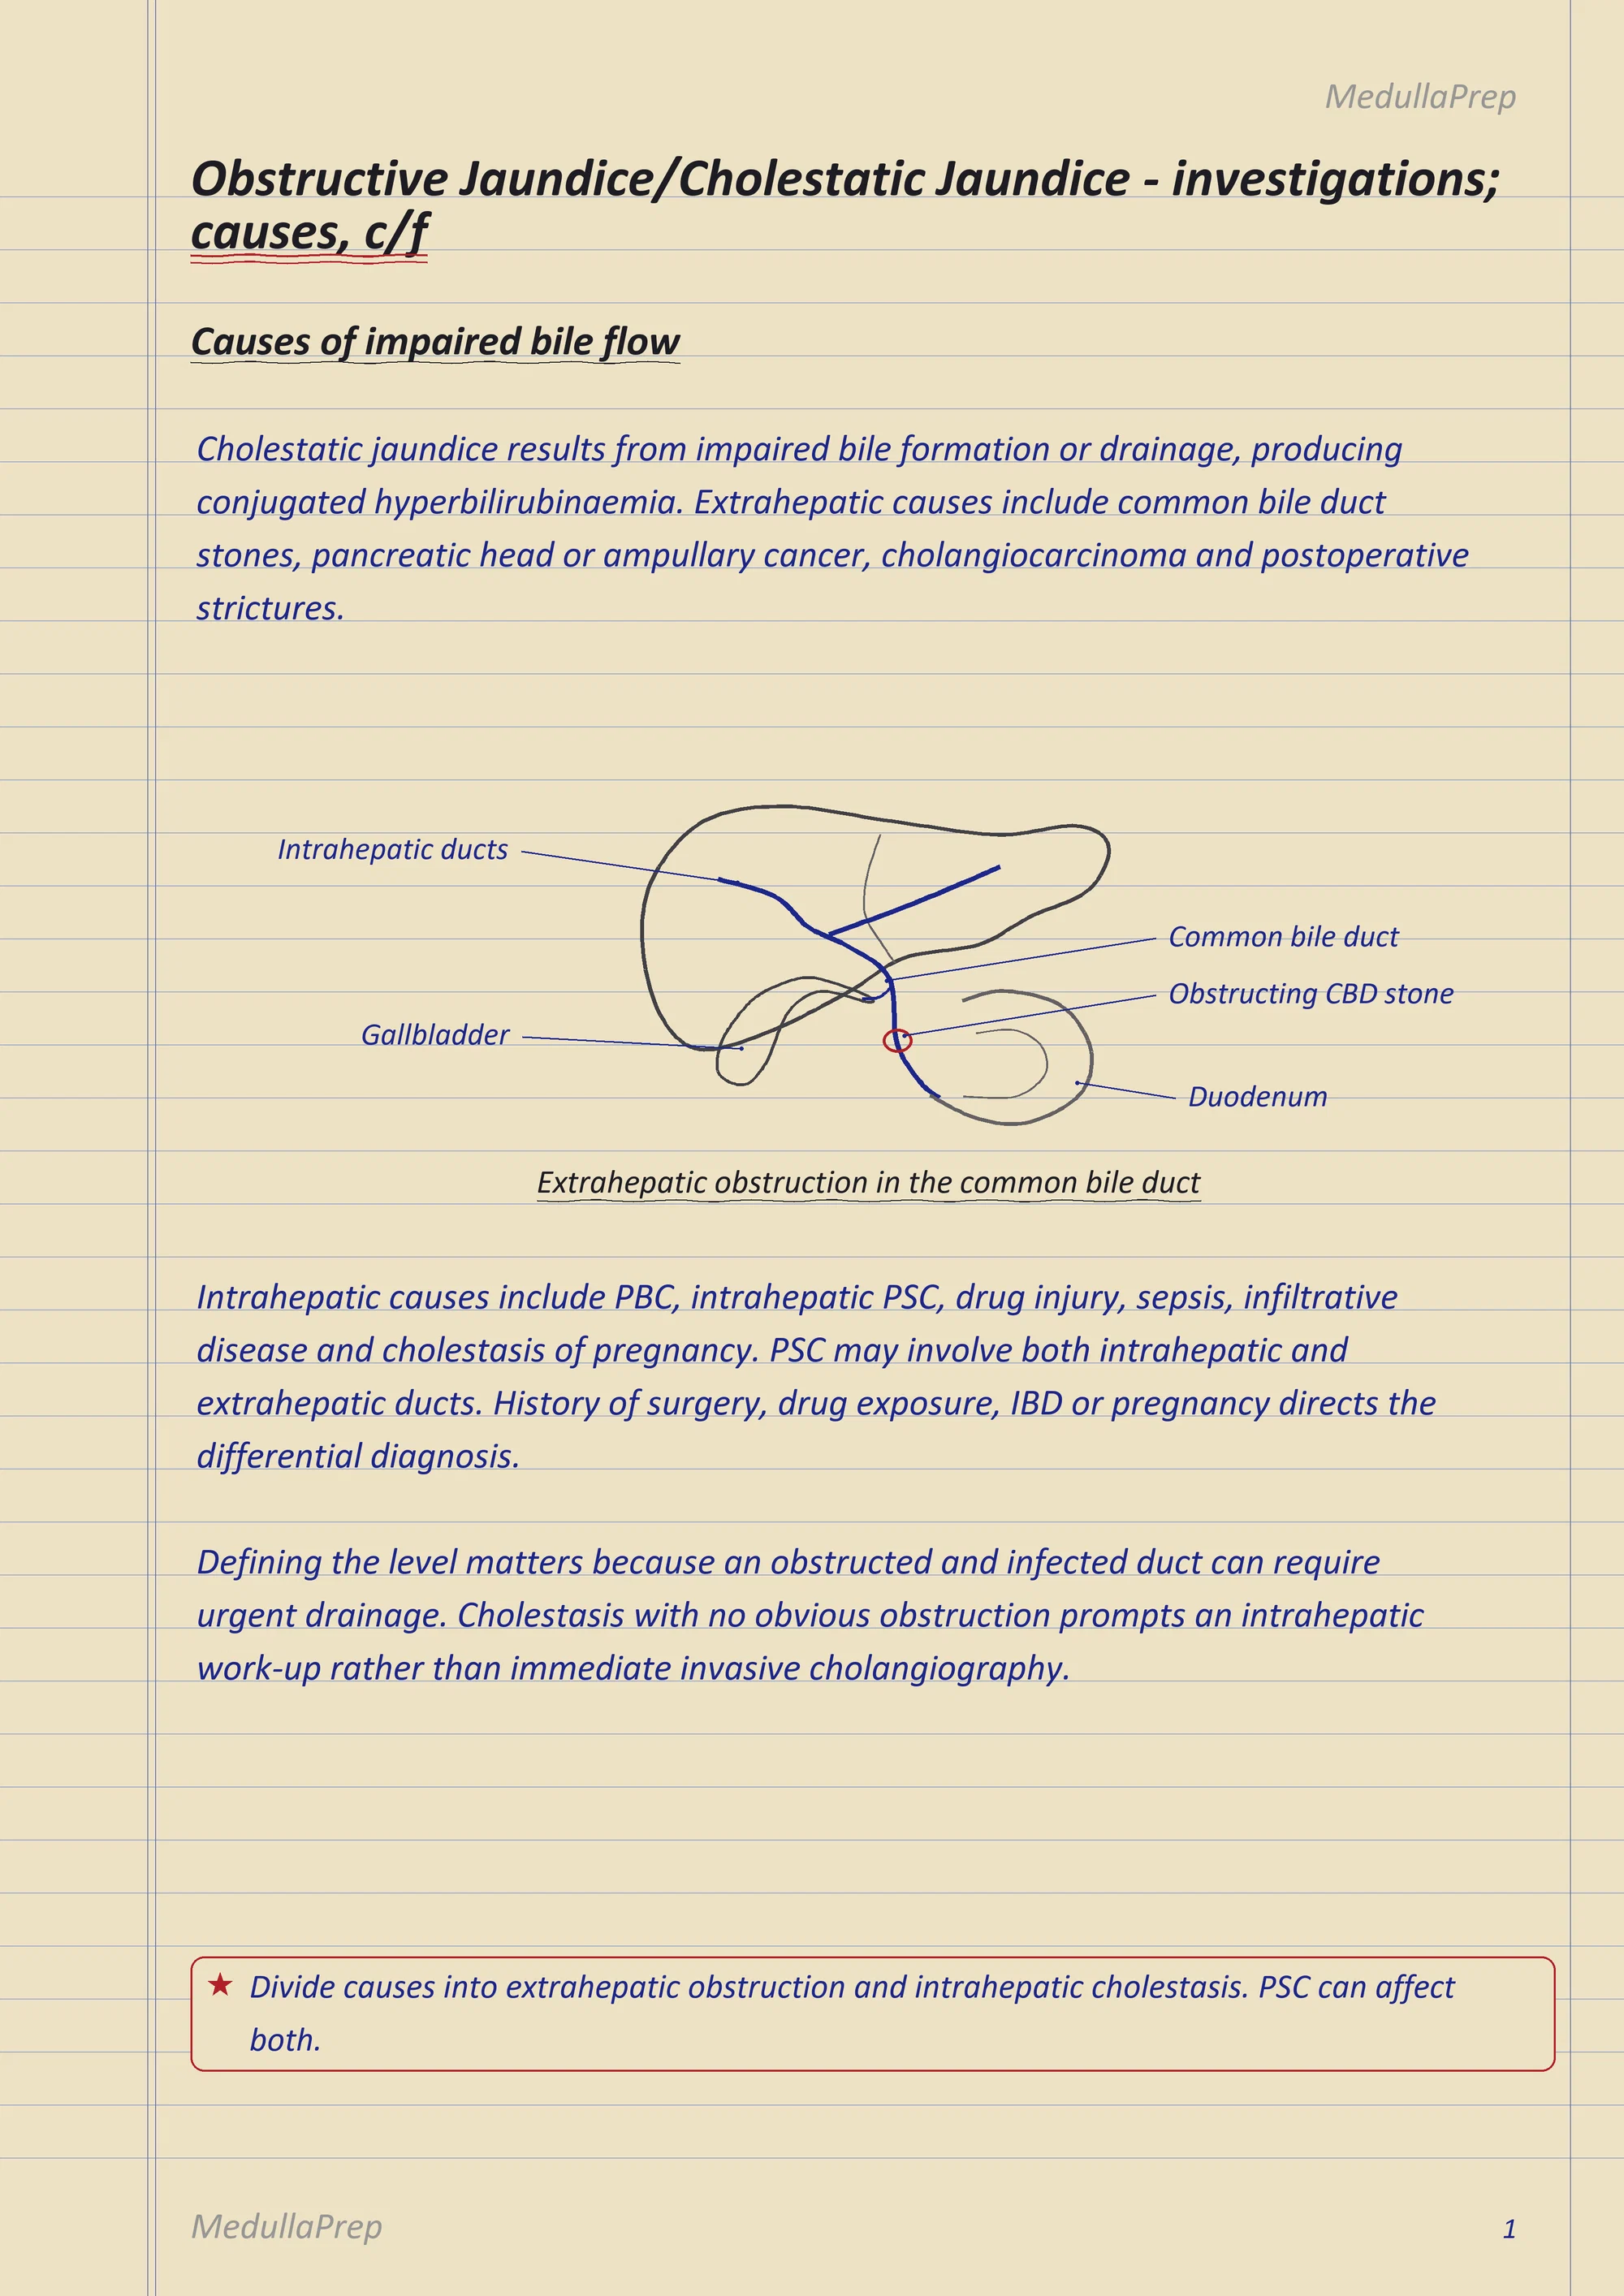 MedullaPrep
Obstructive Jaundice/Cholestatic Jaundice - investigations;
causes, c/f
Causes of impaired bile flow
Cholestatic jaundice results from impaired bile formation or drainage, producing
conjugated hyperbilirubinaemia. Extrahepatic causes include common bile duct
stones, pancreatic head or ampullary cancer, cholangiocarcinoma and postoperative
strictures.
Intrahepatic ducts
Common bile duct
Obstructing CBD stone
Gallbladder
Duodenum
Extrahepatic obstruction in the common bile duct
Intrahepatic causes include PBC, intrahepatic PSC, drug injury, sepsis, infiltrative
disease and cholestasis of pregnancy. PSC may involve both intrahepatic and
extrahepatic ducts. History of surgery, drug exposure, IBD or pregnancy directs the
differential diagnosis.
Defining the level matters because an obstructed and infected duct can require
urgent drainage. Cholestasis with no obvious obstruction prompts an intrahepatic
work-up rather than immediate invasive cholangiography.
★ Divide causes into extrahepatic obstruction and intrahepatic cholestasis. PSC can affect
both.
MedullaPrep
1